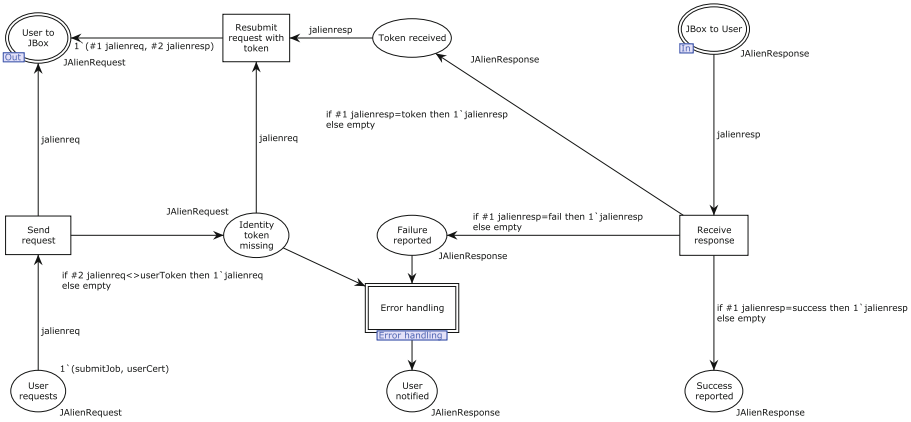 User to
JBox
Out
JAlienRequest
1`(#1 jalienreq, #2 jalienresp)
Resubmit
request with
token
jalienresp
Token received
JAlienResponse
JBox to User
In
JAlienResponse
if #1 jalienresp=token then 1`jalienresp
else empty
jalienreq
jalienreq
jalienresp
Send
request
JAlienRequest
Identity
token
missing
Failure
reported
JAlienResponse
if #1 jalienresp=fail then 1`jalienresp
else empty
Receive
response
if #2 jalienreq<>userToken then 1`jalienreq
else empty
Error handling
Error handling
if #1 jalienresp=success then 1`jalienresp
else empty
jalienreq
1`(submitJob, userCert)
User
requests
JAlienRequest
User
notified
JAlienResponse
Success
reported
JAlienResponse